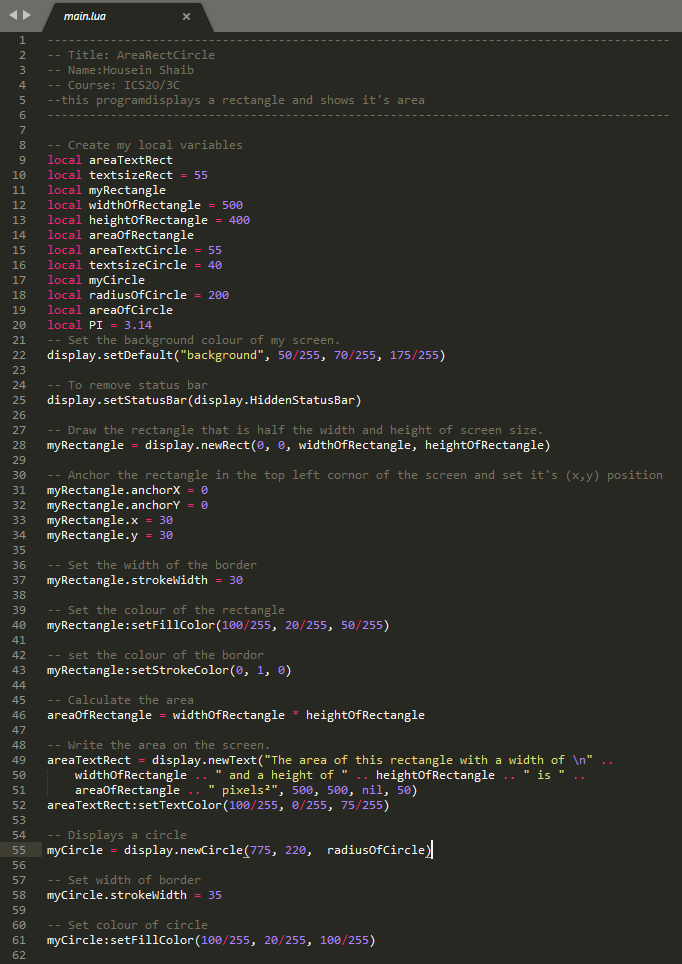 main.lua ×
1 -----------------------------------------------------------------------------------------
2 -- Title: AreaRectCircle
3 -- Name:Housein Shaib
4 -- Course: ICS2O/3C
5 --this programdisplays a rectangle and shows it's area
6 -----------------------------------------------------------------------------------------
7
8 -- Create my local variables
9 local areaTextRect
10 local textsizeRect = 55
11 local myRectangle
12 local widthOfRectangle = 500
13 local heightOfRectangle = 400
14 local areaOfRectangle
15 local areaTextCircle = 55
16 local textsizeCircle = 40
17 local myCircle
18 local radiusOfCircle = 200
19 local areaOfCircle
20 local PI = 3.14
21 -- Set the background colour of my screen.
22 display.setDefault("background", 50/255, 70/255, 175/255)
23
24 -- To remove status bar
25 display.setStatusBar(display.HiddenStatusBar)
26
27 -- Draw the rectangle that is half the width and height of screen size.
28 myRectangle = display.newRect(0, 0, widthOfRectangle, heightOfRectangle)
29
30 -- Anchor the rectangle in the top left cornor of the screen and set it's (x,y) position
31 myRectangle.anchorX = 0
32 myRectangle.anchorY = 0
33 myRectangle.x = 30
34 myRectangle.y = 30
35
36 -- Set the width of the border
37 myRectangle.strokeWidth = 30
38
39 -- Set the colour of the rectangle
40 myRectangle:setFillColor(100/255, 20/255, 50/255)
41
42 -- set the colour of the bordor
43 myRectangle:setStrokeColor(0, 1, 0)
44
45 -- Calculate the area
46 areaOfRectangle = widthOfRectangle * heightOfRectangle
47
48 -- Write the area on the screen.
49 areaTextRect = display.newText("The area of this rectangle with a width of \n" ..
50 widthOfRectangle .. " and a height of " .. heightOfRectangle .. " is " ..
51 areaOfRectangle .. " pixels²", 500, 500, nil, 50)
52 areaTextRect:setTextColor(100/255, 0/255, 75/255)
53
54 -- Displays a circle
55 myCircle = display.newCircle(775, 220,  radiusOfCircle)
56
57 -- Set width of border
58 myCircle.strokeWidth = 35
59
60 -- Set colour of circle
61 myCircle:setFillColor(100/255, 20/255, 100/255)
62